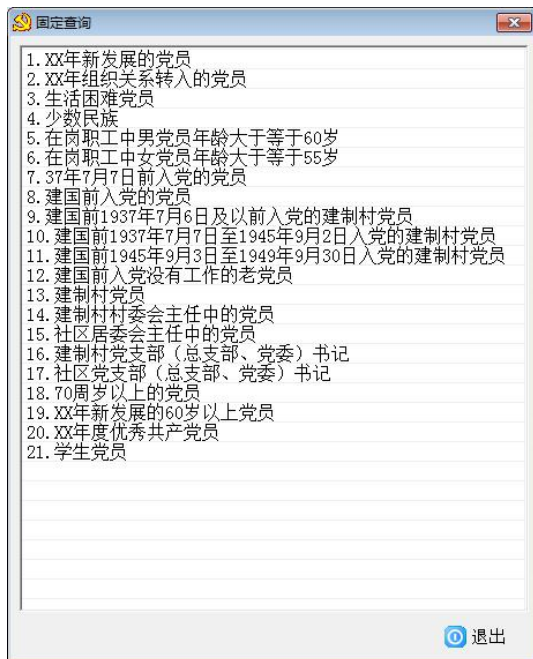 固定查询
1.XX年新发展的党员
2.XX年组织关系转入的党员
3.生活困难党员
4.少数民族
5.在岗职工中男党员年龄大于等于60岁
6.在岗职工中女党员年龄大于等于55岁
7.37年7月7日前入党的党员
8.建国前入党的党员
9.建国前1937年7月6日及以前入党的建制村党员
10.建国前1937年7月7日至1945年9月2日入党的建制村党员
11.建国前1945年9月3日至1949年9月30日入党的建制村党员
12.建国前入党没有工作的老党员
13.建制村党员
14.建制村村委会主任中的党员
15.社区居委会主任中的党员
16.建制村党支部（总支部、党委）书记
17.社区党支部（总支部、党委）书记
18.70周岁以上的党员
19.XX年新发展的60岁以上党员
20.XX年度优秀共产党员
21.学生党员
退出